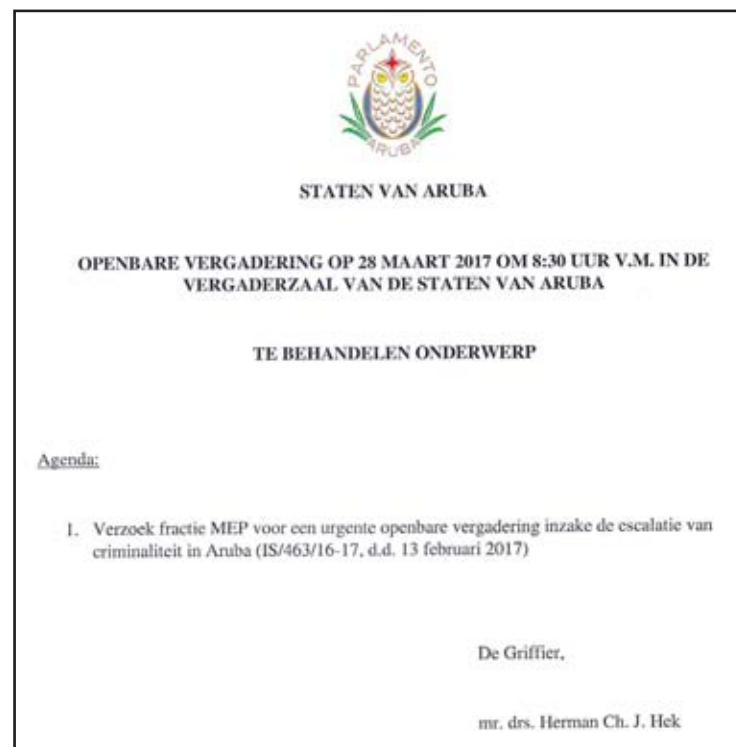 PARLAMENTO
ARUBA
STATEN VAN ARUBA
OPENBARE VERGADERING OP 28 MAART 2017 OM 8:30 UUR V.M. IN DE
VERGADERZAAL VAN DE STATEN VAN ARUBA
TE BEHANDELEN ONDERWERP
Agenda:
1. Verzoek fractie MEP voor een urgente openbare vergadering inzake de escalatie van
criminaliteit in Aruba (IS/463/16-17, d.d. 13 februari 2017)
De Griffier,
mr. drs. Herman Ch. J. Hek